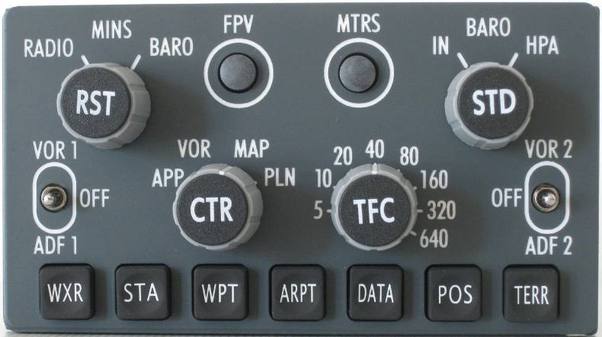 MINS
RADIO BARO
RST
FPV
MTRS
BARO
IN HPA
STD
VOR 1
OFF
ADF 1
VOR MAP
APP PLN
CTR
5 10 20 40 80 160 320 640
TFC
VOR 2
OFF
ADF 2
WXR STA WPT ARPT DATA POS TERR